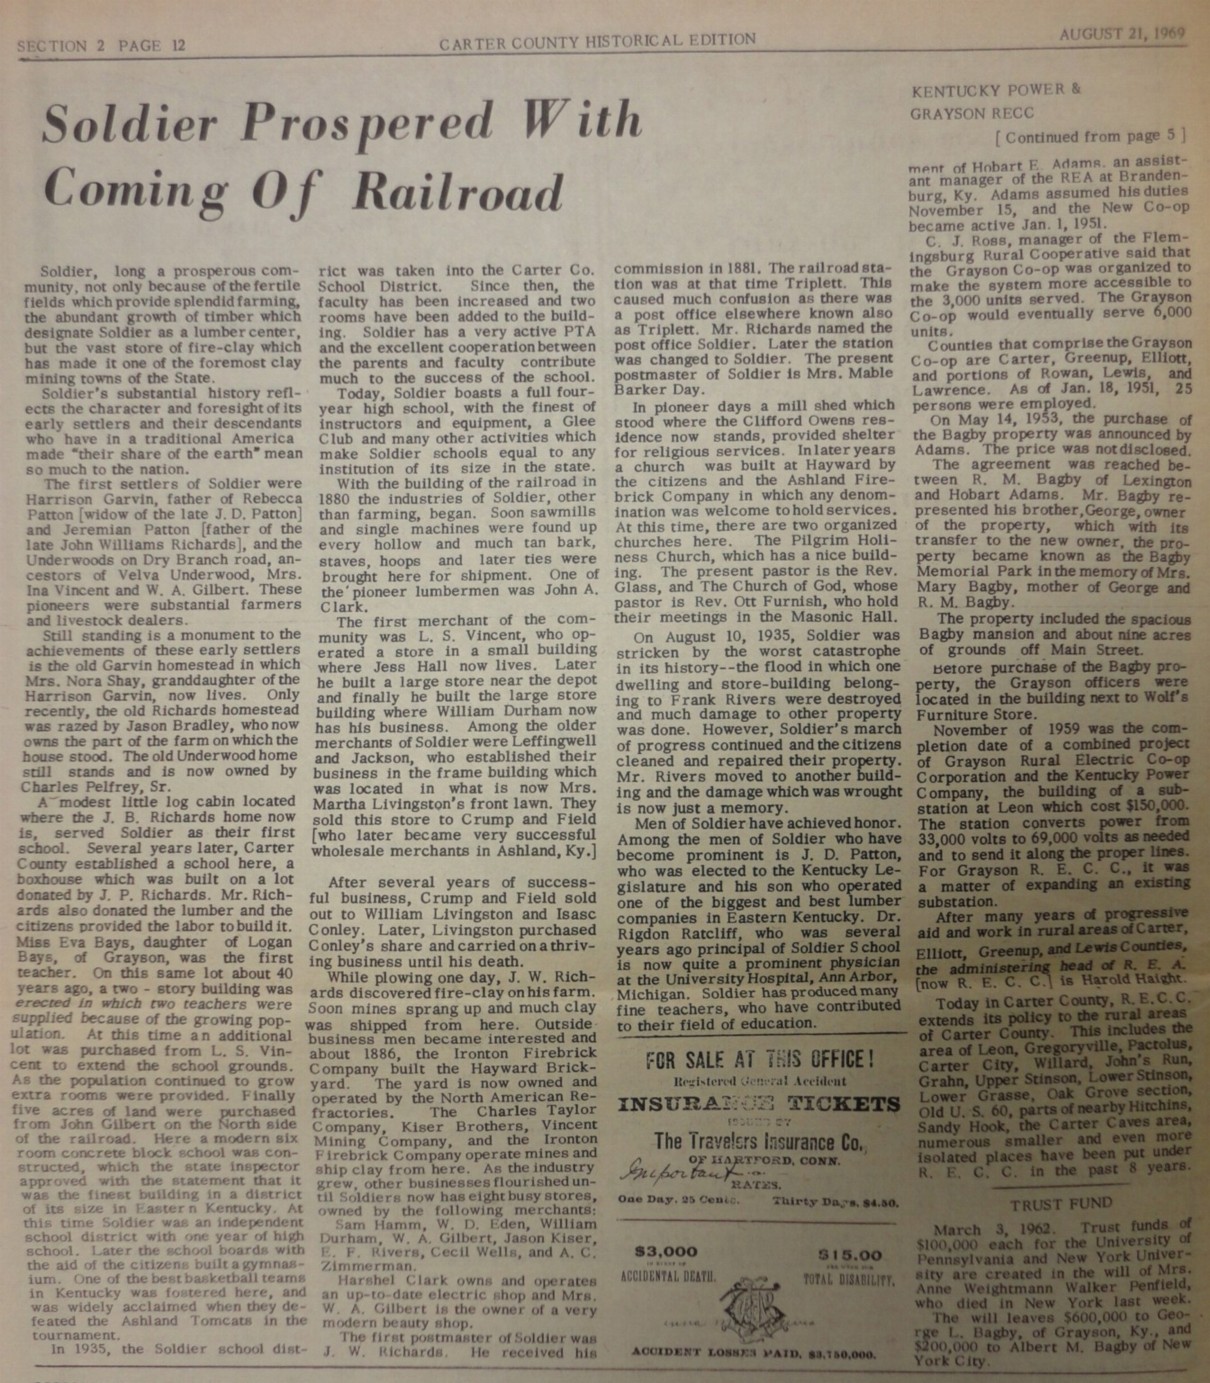 SECTION 2 PAGE 12
CARTER COUNTY HISTORICAL EDITION
AUGUST 21, 1969
Soldier Prospered With
Coming Of Railroad
Soldier, long a prosperous com-
munity, not only because of the fertile
fields which provide splendid farming,
the abundant growth of timber which
designate Soldier as a lumber center,
but the vast store of fire-clay which
has made it one of the foremost clay
mining towns of the State.
Soldier's substantial history refl-
ects the character and foresight of its
early settlers and their descendants
who have in a traditional America
made "their share of the earth" mean
so much to the nation.
The first settlers of Soldier were
Harrison Garvin, father of Rebecca
Patton [widow of the late J. D. Patton]
and Jeremian Patton [father of the
late John Williams Richards], and the
Underwoods on Dry Branch road, an-
cestors of Velva Underwood, Mrs.
Ina Vincent and W. A. Gilbert. These
pioneers were substantial farmers
and livestock dealers.
Still standing is a monument to the
achievements of these early settlers
is the old Garvin homestead in which
Mrs. Nora Shay, granddaughter of the
Harrison Garvin, now lives. Only
recently, the old Richards homestead
was razed by Jason Bradley, who now
owns the part of the farm on which the
house stood. The old Underwood home
still stands and is now owned by
Charles Pelfrey, Sr.
A modest little log cabin located
where the J. B. Richards home now
is, served Soldier as their first
school. Several years later, Carter
County established a school here, a
boxhouse which was built on a lot
donated by J. P. Richards. Mr. Rich-
ards also donated the lumber and the
citizens provided the labor to build it.
Miss Eva Bays, daughter of Logan
Bays, of Grayson, was the first
teacher. On this same lot about 40
years ago, a two - story building was
erected in which two teachers were
supplied because of the growing pop-
ulation. At this time an additional
lot was purchased from L. S. Vin-
cent to extend the school grounds.
As the population continued to grow
extra rooms were provided. Finally
five acres of land were purchased
from John Gilbert on the North side
of the railroad. Here a modern six
room concrete block school was con-
structed, which the state inspector
approved with the statement that it
was the finest building in a district
of its size in Eastern Kentucky. At
this time Soldier was an independent
school district with one year of high
school. Later the school boards with
the aid of the citizens built a gymnas-
ium. One of the best basketball teams
in Kentucky was fostered here, and
was widely acclaimed when they de-
feated the Ashland Tomcats in the
tournament.
In 1935, the Soldier school dist-
rict was taken into the Carter Co.
School District. Since then, the
faculty has been increased and two
rooms have been added to the build-
ing. Soldier has a very active PTA
and the excellent cooperation between
the parents and faculty contribute
much to the success of the school.
Today, Soldier boasts a full four-
year high school, with the finest of
instructors and equipment, a Glee
Club and many other activities which
make Soldier schools equal to any
institution of its size in the state.
With the building of the railroad in
1880 the industries of Soldier, other
than farming, began. Soon sawmills
and single machines were found up
every hollow and much tan bark,
staves, hoops and later ties were
brought here for shipment. One of
the pioneer lumbermen was John A.
Clark.
The first merchant of the com-
munity was L. S. Vincent, who op-
erated a store in a small building
where Jess Hall now lives. Later
he built a large store near the depot
and finally he built the large store
building where William Durham now
has his business. Among the older
merchants of Soldier were Leffingwell
and Jackson, who established their
business in the frame building which
was located in what is now Mrs.
Martha Livingston's front lawn. They
sold this store to Crump and Field
[who later became very successful
wholesale merchants in Ashland, Ky.]
After several years of success-
ful business, Crump and Field sold
out to William Livingston and Isasc
Conley. Later, Livingston purchased
Conley's share and carried on a thriv-
ing business until his death.
While plowing one day, J. W. Rich-
ards discovered fire-clay on his farm.
Soon mines sprang up and much clay
was shipped from here. Outside
business men became interested and
about 1886, the Ironton Firebrick
Company built the Hayward Brick-
yard. The yard is now owned and
operated by the North American Re-
fractories. The Charles Taylor
Company, Kiser Brothers, Vincent
Mining Company, and the Ironton
Firebrick Company operate mines and
ship clay from here. As the industry
grew, other businesses flourished un-
til Soldiers now has eight busy stores,
owned by the following merchants:
Sam Hamm, W. D. Eden, William
Durham, W. A. Gilbert, Jason Kiser,
E. F. Rivers, Cecil Wells, and A. C.
Zimmerman.
Harshel Clark owns and operates
an up-to-date electric shop and Mrs.
W. A. Gilbert is the owner of a very
modern beauty shop.
The first postmaster of Soldier was
J. W. Richards. He received his
commission in 1881. The railroad sta-
tion was at that time Triplett. This
caused much confusion as there was
a post office elsewhere known also
as Triplett. Mr. Richards named the
post office Soldier. Later the station
was changed to Soldier. The present
postmaster of Soldier is Mrs. Mable
Barker Day.
In pioneer days a mill shed which
stood where the Clifford Owens res-
idence now stands, provided shelter
for religious services. In later years
a church was built at Hayward by
the citizens and the Ashland Fire-
brick Company in which any denom-
ination was welcome to hold services.
At this time, there are two organized
churches here. The Pilgrim Holi-
ness Church, which has a nice build-
ing. The present pastor is the Rev.
Glass, and The Church of God, whose
pastor is Rev. Ott Furnish, who hold
their meetings in the Masonic Hall.
On August 10, 1935, Soldier was
stricken by the worst catastrophe
in its history--the flood in which one
dwelling and store-building belong-
ing to Frank Rivers were destroyed
and much damage to other property
was done. However, Soldier's march
of progress continued and the citizens
cleaned and repaired their property.
Mr. Rivers moved to another build-
ing and the damage which was wrought
is now just a memory.
Men of Soldier have achieved honor.
Among the men of Soldier who have
become prominent is J. D. Patton,
who was elected to the Kentucky Le-
gislature and his son who operated
one of the biggest and best lumber
companies in Eastern Kentucky. Dr.
Rigdon Ratcliff, who was several
years ago principal of Soldier School
is now quite a prominent physician
at the University Hospital, Ann Arbor,
Michigan. Soldier has produced many
fine teachers, who have contributed
to their field of education.
FOR SALE AT THIS OFFICE!
Registered General Accident
INSURANCE TICKETS
ISSUED BY
The Travelers Insurance Co.,
OF HARTFORD, CONN.
Important
RATES.
One Day, 25 Cents. Thirty Days, $4.50.
$3,000
ACCIDENTAL DEATH.
$15.00
TOTAL DISABILITY.
ACCIDENT LOSSES PAID, $3,750,000.
KENTUCKY POWER &
GRAYSON RECC
[ Continued from page 5 ]
ment of Hobart E. Adams, an assist-
ant manager of the REA at Branden-
burg, Ky. Adams assumed his duties
November 15, and the New Co-op
became active Jan. 1, 1951.
C. J. Ross, manager of the Flem-
ingsburg Rural Cooperative said that
the Grayson Co-op was organized to
make the system more accessible to
the 3,000 units served. The Grayson
Co-op would eventually serve 6,000
units.
Counties that comprise the Grayson
Co-op are Carter, Greenup, Elliott,
and portions of Rowan, Lewis, and
Lawrence. As of Jan. 18, 1951, 25
persons were employed.
On May 14, 1953, the purchase of
the Bagby property was announced by
Adams. The price was not disclosed.
The agreement was reached be-
tween R. M. Bagby of Lexington
and Hobart Adams. Mr. Bagby re-
presented his brother, George, owner
of the property, which with its
transfer to the new owner, the pro-
perty became known as the Bagby
Memorial Park in the memory of Mrs.
Mary Bagby, mother of George and
R. M. Bagby.
The property included the spacious
Bagby mansion and about nine acres
of grounds off Main Street.
Before purchase of the Bagby pro-
perty, the Grayson officers were
located in the building next to Wolf's
Furniture Store.
November of 1959 was the com-
pletion date of a combined project
of Grayson Rural Electric Co-op
Corporation and the Kentucky Power
Company, the building of a sub-
station at Leon which cost $150,000.
The station converts power from
33,000 volts to 69,000 volts as needed
and to send it along the proper lines.
For Grayson R. E. C. C., it was
a matter of expanding an existing
substation.
After many years of progressive
aid and work in rural areas of Carter,
Elliott, Greenup, and Lewis Counties,
the administering head of R. E. A.
[now R. E. C. C.] is Harold Haight.
Today in Carter County, R.E.C.C.
extends its policy to the rural areas
of Carter County. This includes the
area of Leon, Gregoryville, Pactolus,
Carter City, Willard, John's Run,
Grahn, Upper Stinson, Lower Stinson,
Lower Grasse, Oak Grove section,
Old U. S. 60, parts of nearby Hitchins,
Sandy Hook, the Carter Caves area,
numerous smaller and even more
isolated places have been put under
R. E. C. C. in the past 8 years.
TRUST FUND
March 3, 1962. Trust funds of
$100,000 each for the University of
Pennsylvania and New York Univer-
sity are created in the will of Mrs.
Anne Weightmann Walker Penfield,
who died in New York last week.
The will leaves $600,000 to Geo-
rge L. Bagby, of Grayson, Ky., and
$200,000 to Albert M. Bagby of New
York City.